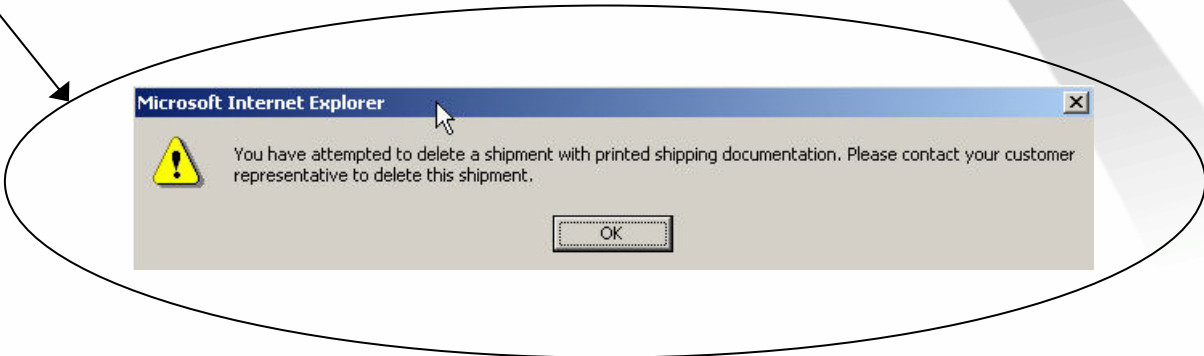 Microsoft Internet Explorer
You have attempted to delete a shipment with printed shipping documentation. Please contact your customer
representative to delete this shipment.
OK